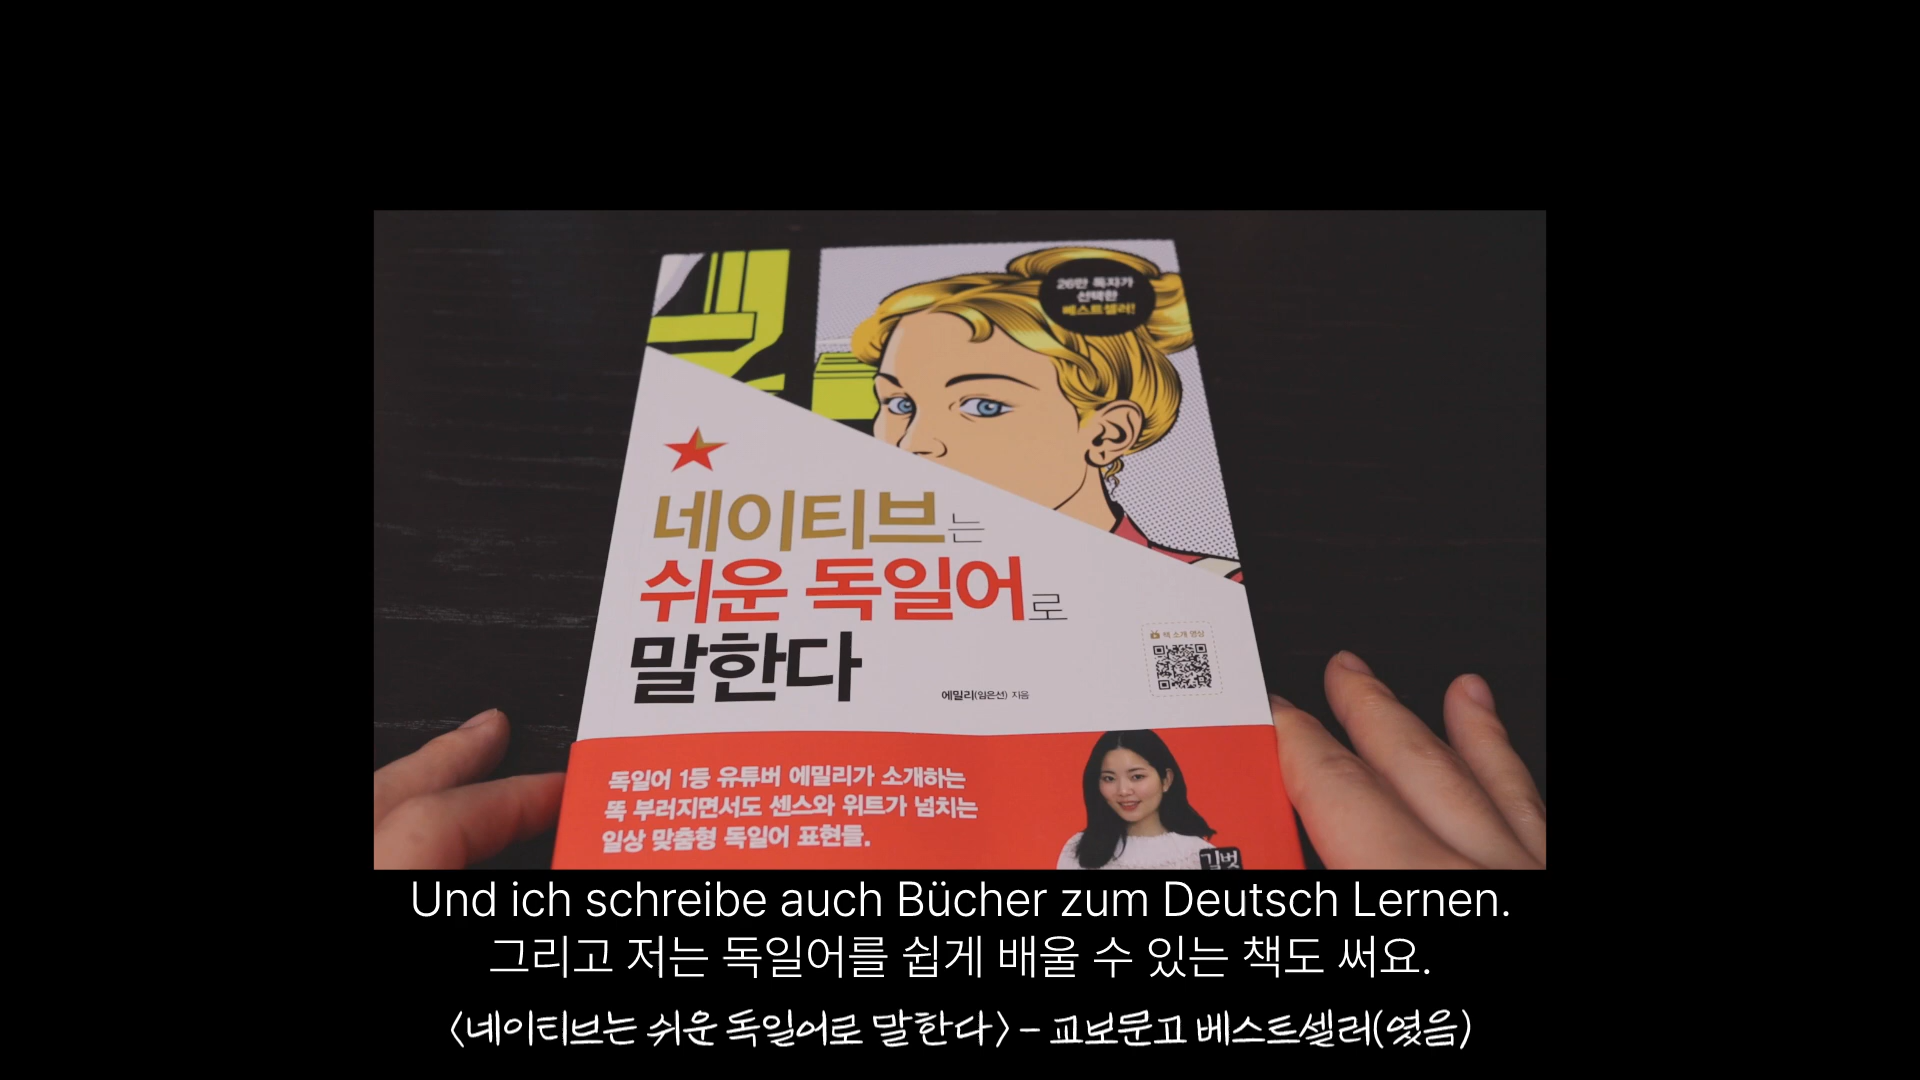 26만 독자가
선택한
베스트셀러!
네이티브는
쉬운 독일어로
말한다
책 소개 영상
에밀리(임은선) 지음
독일어 1등 유튜버 에밀리가 소개하는
똑 부러지면서도 센스와 위트가 넘치는
일상 맞춤형 독일어 표현들.
길벗
Und ich schreibe auch Bücher zum Deutsch Lernen.
그리고 저는 독일어를 쉽게 배울 수 있는 책도 써요.
<네이티브는 쉬운 독일어로 말한다> - 교보문고 베스트셀러(였음)